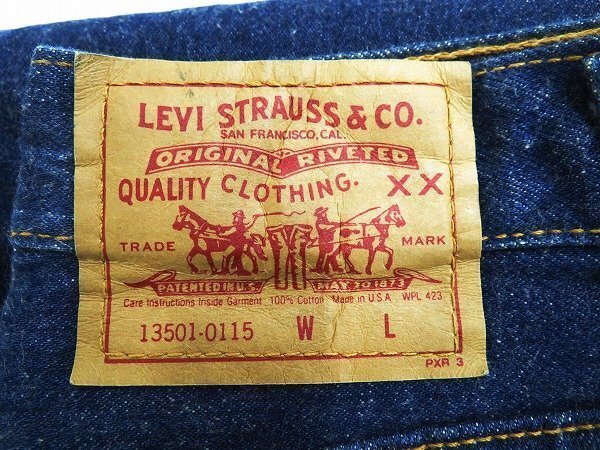 LEVI STRAUSS & CO.
SAN FRANCISCO, CAL.
ORIGINAL RIVETED
QUALITY CLOTHING. XX
TRADE MARK
PATENTED IN U.S. MAY 20 1873
Care Instructions Inside Garment 100% Cotton Made in U.S.A WPL 423
13501-0115 W L
PXR 3